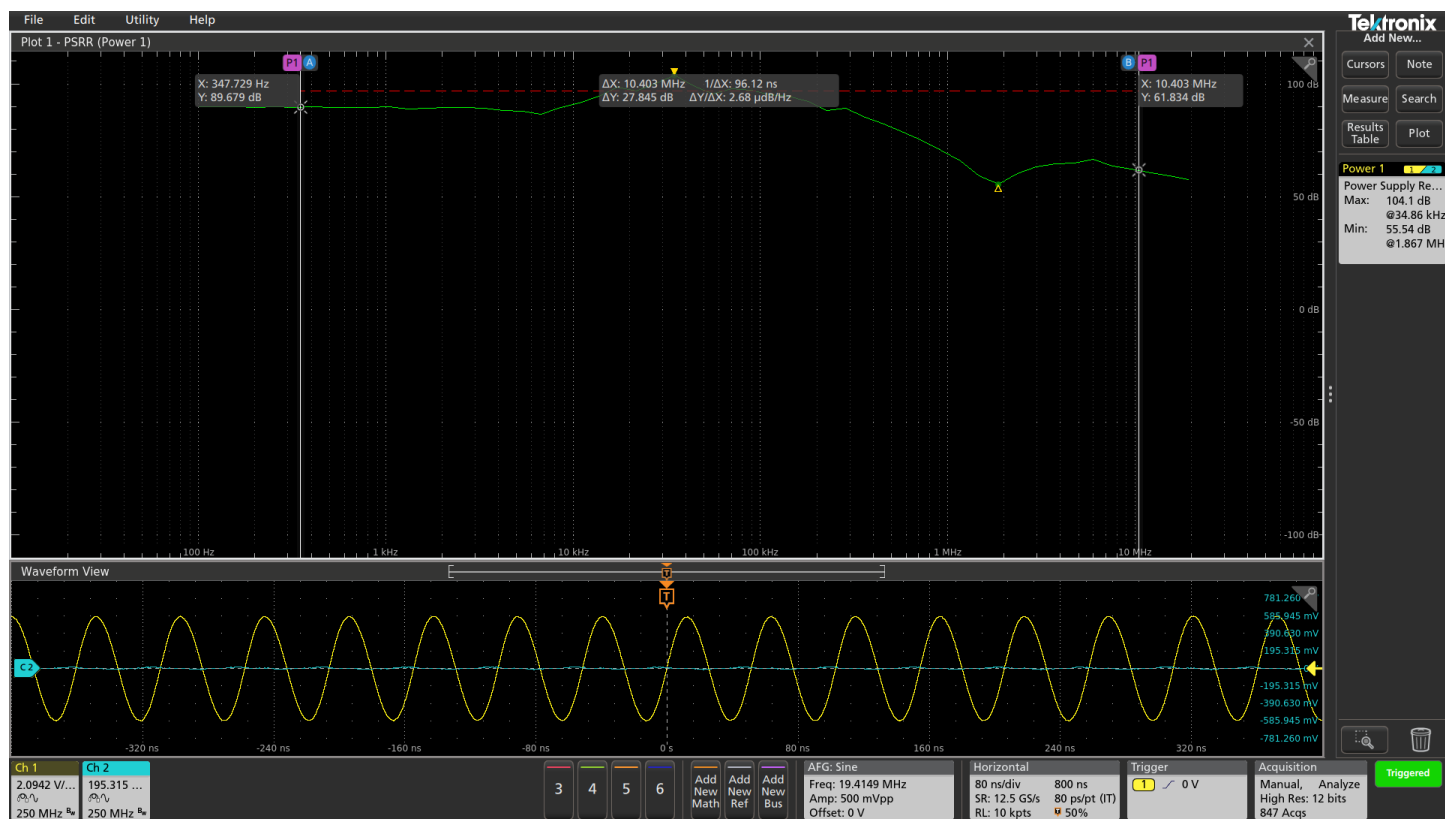 File Edit Utility Help
Tektronix
Add New...
Plot 1 - PSRR (Power 1)
Cursors Note
Measure Search
Results Table Plot
P1 A
B P1
X: 347.729 Hz
Y: 89.679 dB
ΔX: 10.403 MHz 1/ΔX: 96.12 ns
ΔY: 27.845 dB ΔY/ΔX: 2.68 µdB/Hz
X: 10.403 MHz
Y: 61.834 dB
100 dB
50 dB
0 dB
-50 dB
-100 dB
100 Hz 1 kHz 10 kHz 100 kHz 1 MHz 10 MHz
Power 1 1 2
Power Supply Re...
Max: 104.1 dB
@34.86 kHz
Min: 55.54 dB
@1.867 MH
Waveform View
T
T
C 2
781.260
585.945 mV
390.630 mV
195.315 mV
-195.315 mV
-390.630 mV
-585.945 mV
-781.260 mV
-320 ns -240 ns -160 ns -80 ns 0 s 80 ns 160 ns 240 ns 320 ns
Ch 1
2.0942 V/...
250 MHz Bw
Ch 2
195.315 ...
250 MHz Bw
3 4 5 6
Add New Math
Add New Ref
Add New Bus
AFG: Sine
Freq: 19.4149 MHz
Amp: 500 mVpp
Offset: 0 V
Horizontal
80 ns/div 800 ns
SR: 12.5 GS/s 80 ps/pt (IT)
RL: 10 kpts 50%
Trigger
1 0 V
Acquisition
Manual, Analyze
High Res: 12 bits
847 Acqs
Triggered